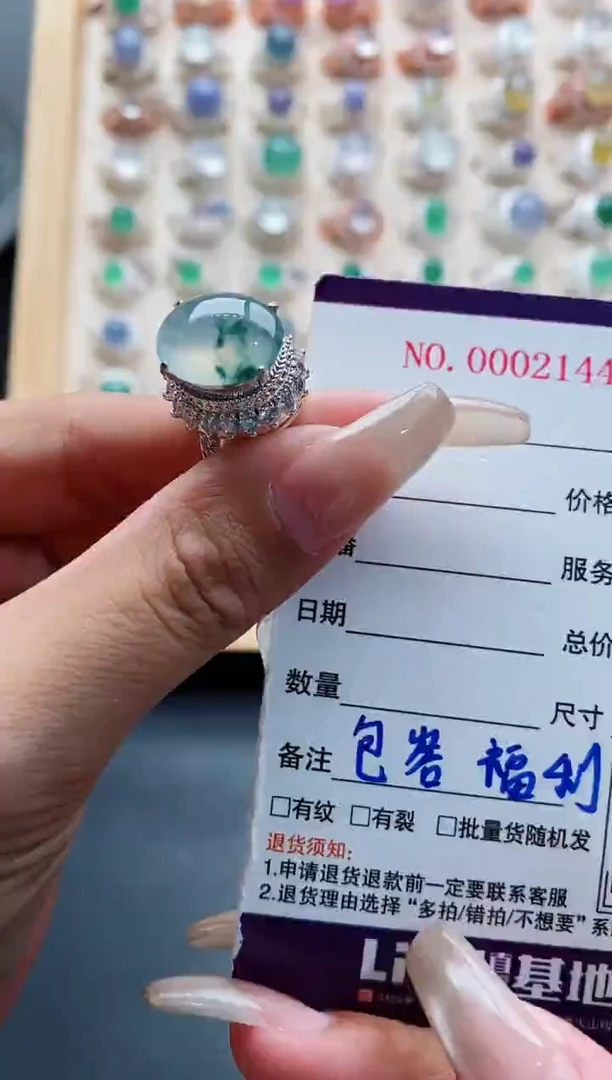 NO. 0002144
价格
服务
日期
总价
数量
尺寸
备注 包岩 福利
□有纹 □有裂 □批量货随机发
退货须知:
1.申请退货退款前一定要联系客服
2.退货理由选择“多拍/错拍/不想要”系
基地